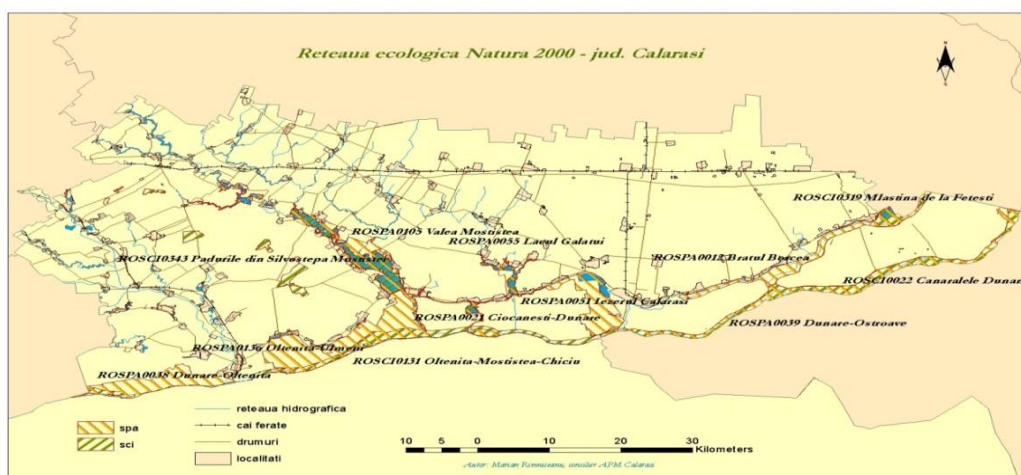 Reteaua ecologica Natura 2000 - jud. Calarasi
N
ROSCI0319 Mlastina de la Fetesti
ROSPA0105 Valea Mostistea
ROSPA0055 Lacul Galatui
ROSCI0343 Padurile din Silvostepa Mostistei
ROSPA0012 Bratul Borcea
ROSCI0022 Canaralele Dunarii
ROSPA0051 Iezerul Calarasi
ROSPA0021 Ciocanesti-Dunare
ROSPA0039 Dunare-Ostroave
ROSPA0136 Oltenita-Ulmeni
ROSCI0131 Oltenita-Mostistea-Chiciu
ROSPA0038 Dunare-Oltenita
spa
sci
reteaua hidrografica
cai ferate
drumuri
localitati
10 5 0 10 20 30 Kilometers
Autor: Marian consilier APM Calarasi